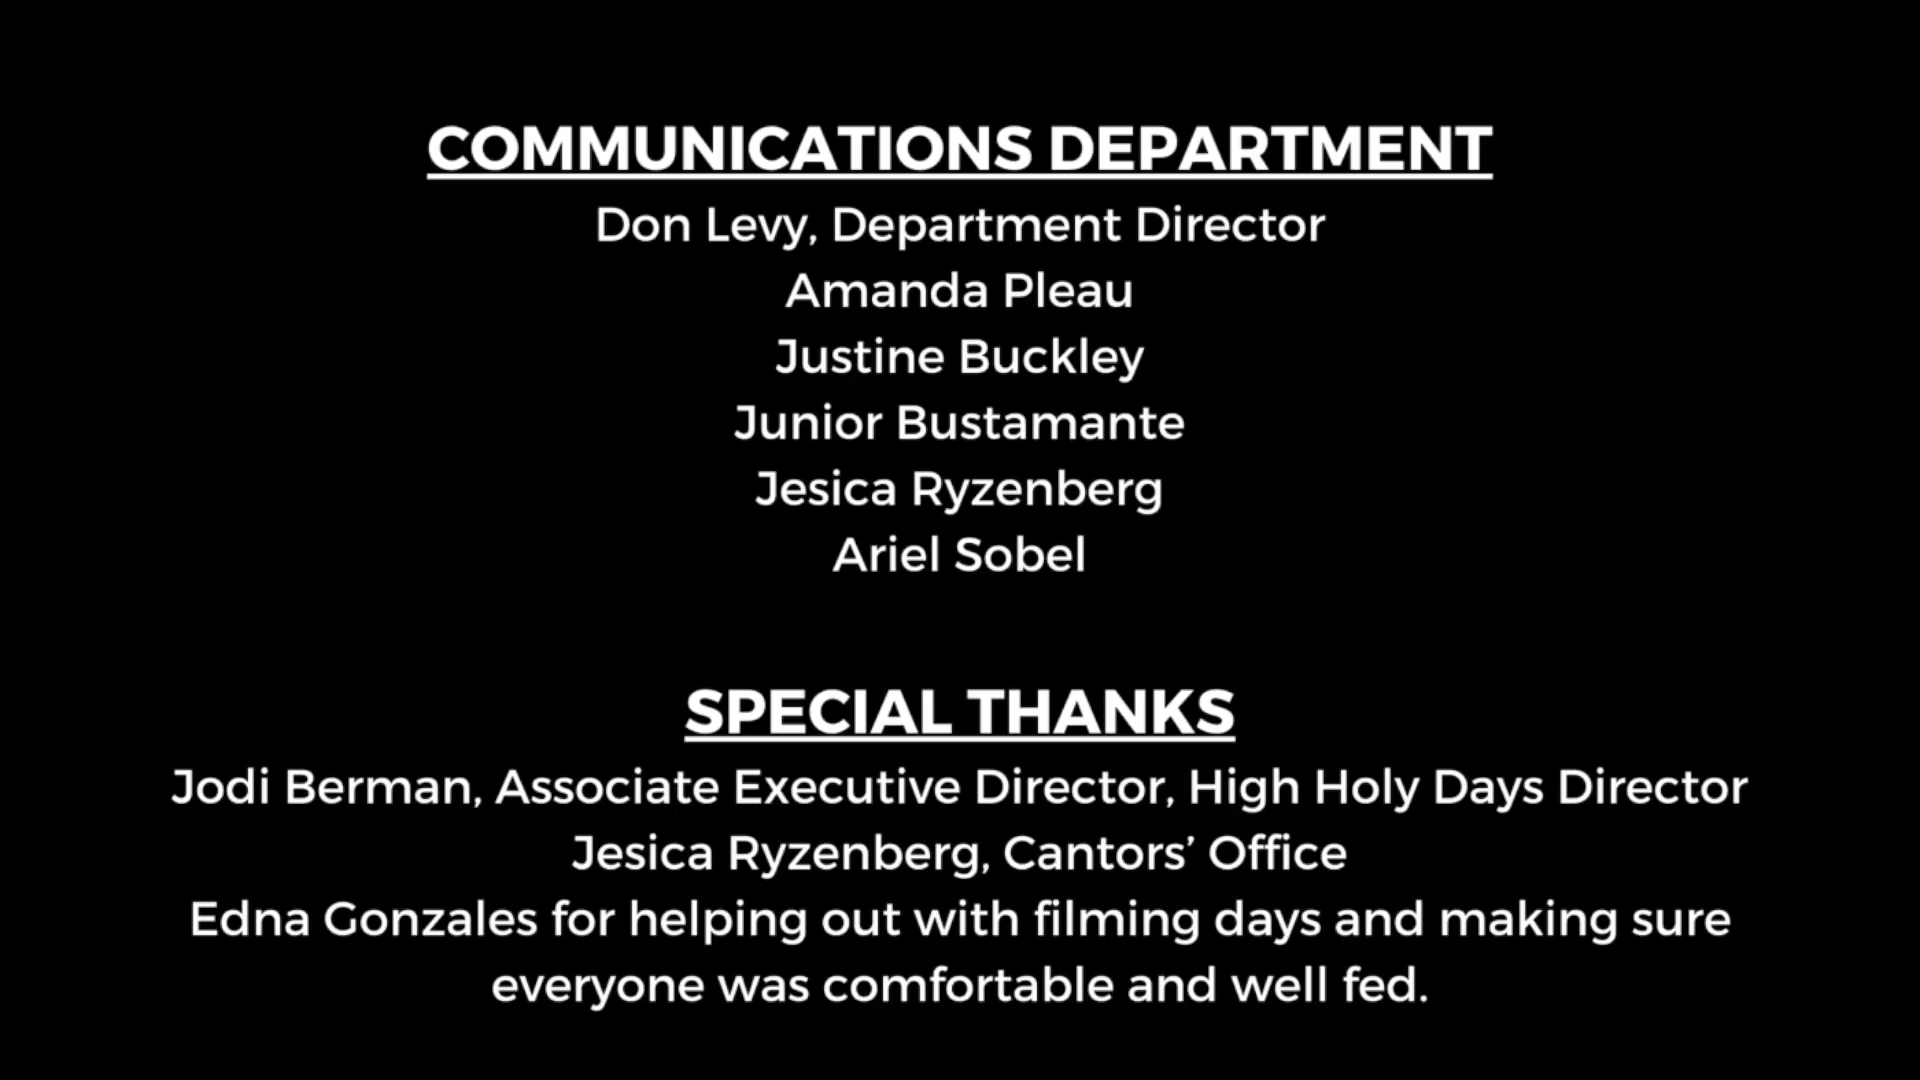 COMMUNICATIONS DEPARTMENT
Don Levy, Department Director
Amanda Pleau
Justine Buckley
Junior Bustamante
Jesica Ryzenberg
Ariel Sobel
SPECIAL THANKS
Jodi Berman, Associate Executive Director, High Holy Days Director
Jesica Ryzenberg, Cantors’ Office
Edna Gonzales for helping out with filming days and making sure
everyone was comfortable and well fed.